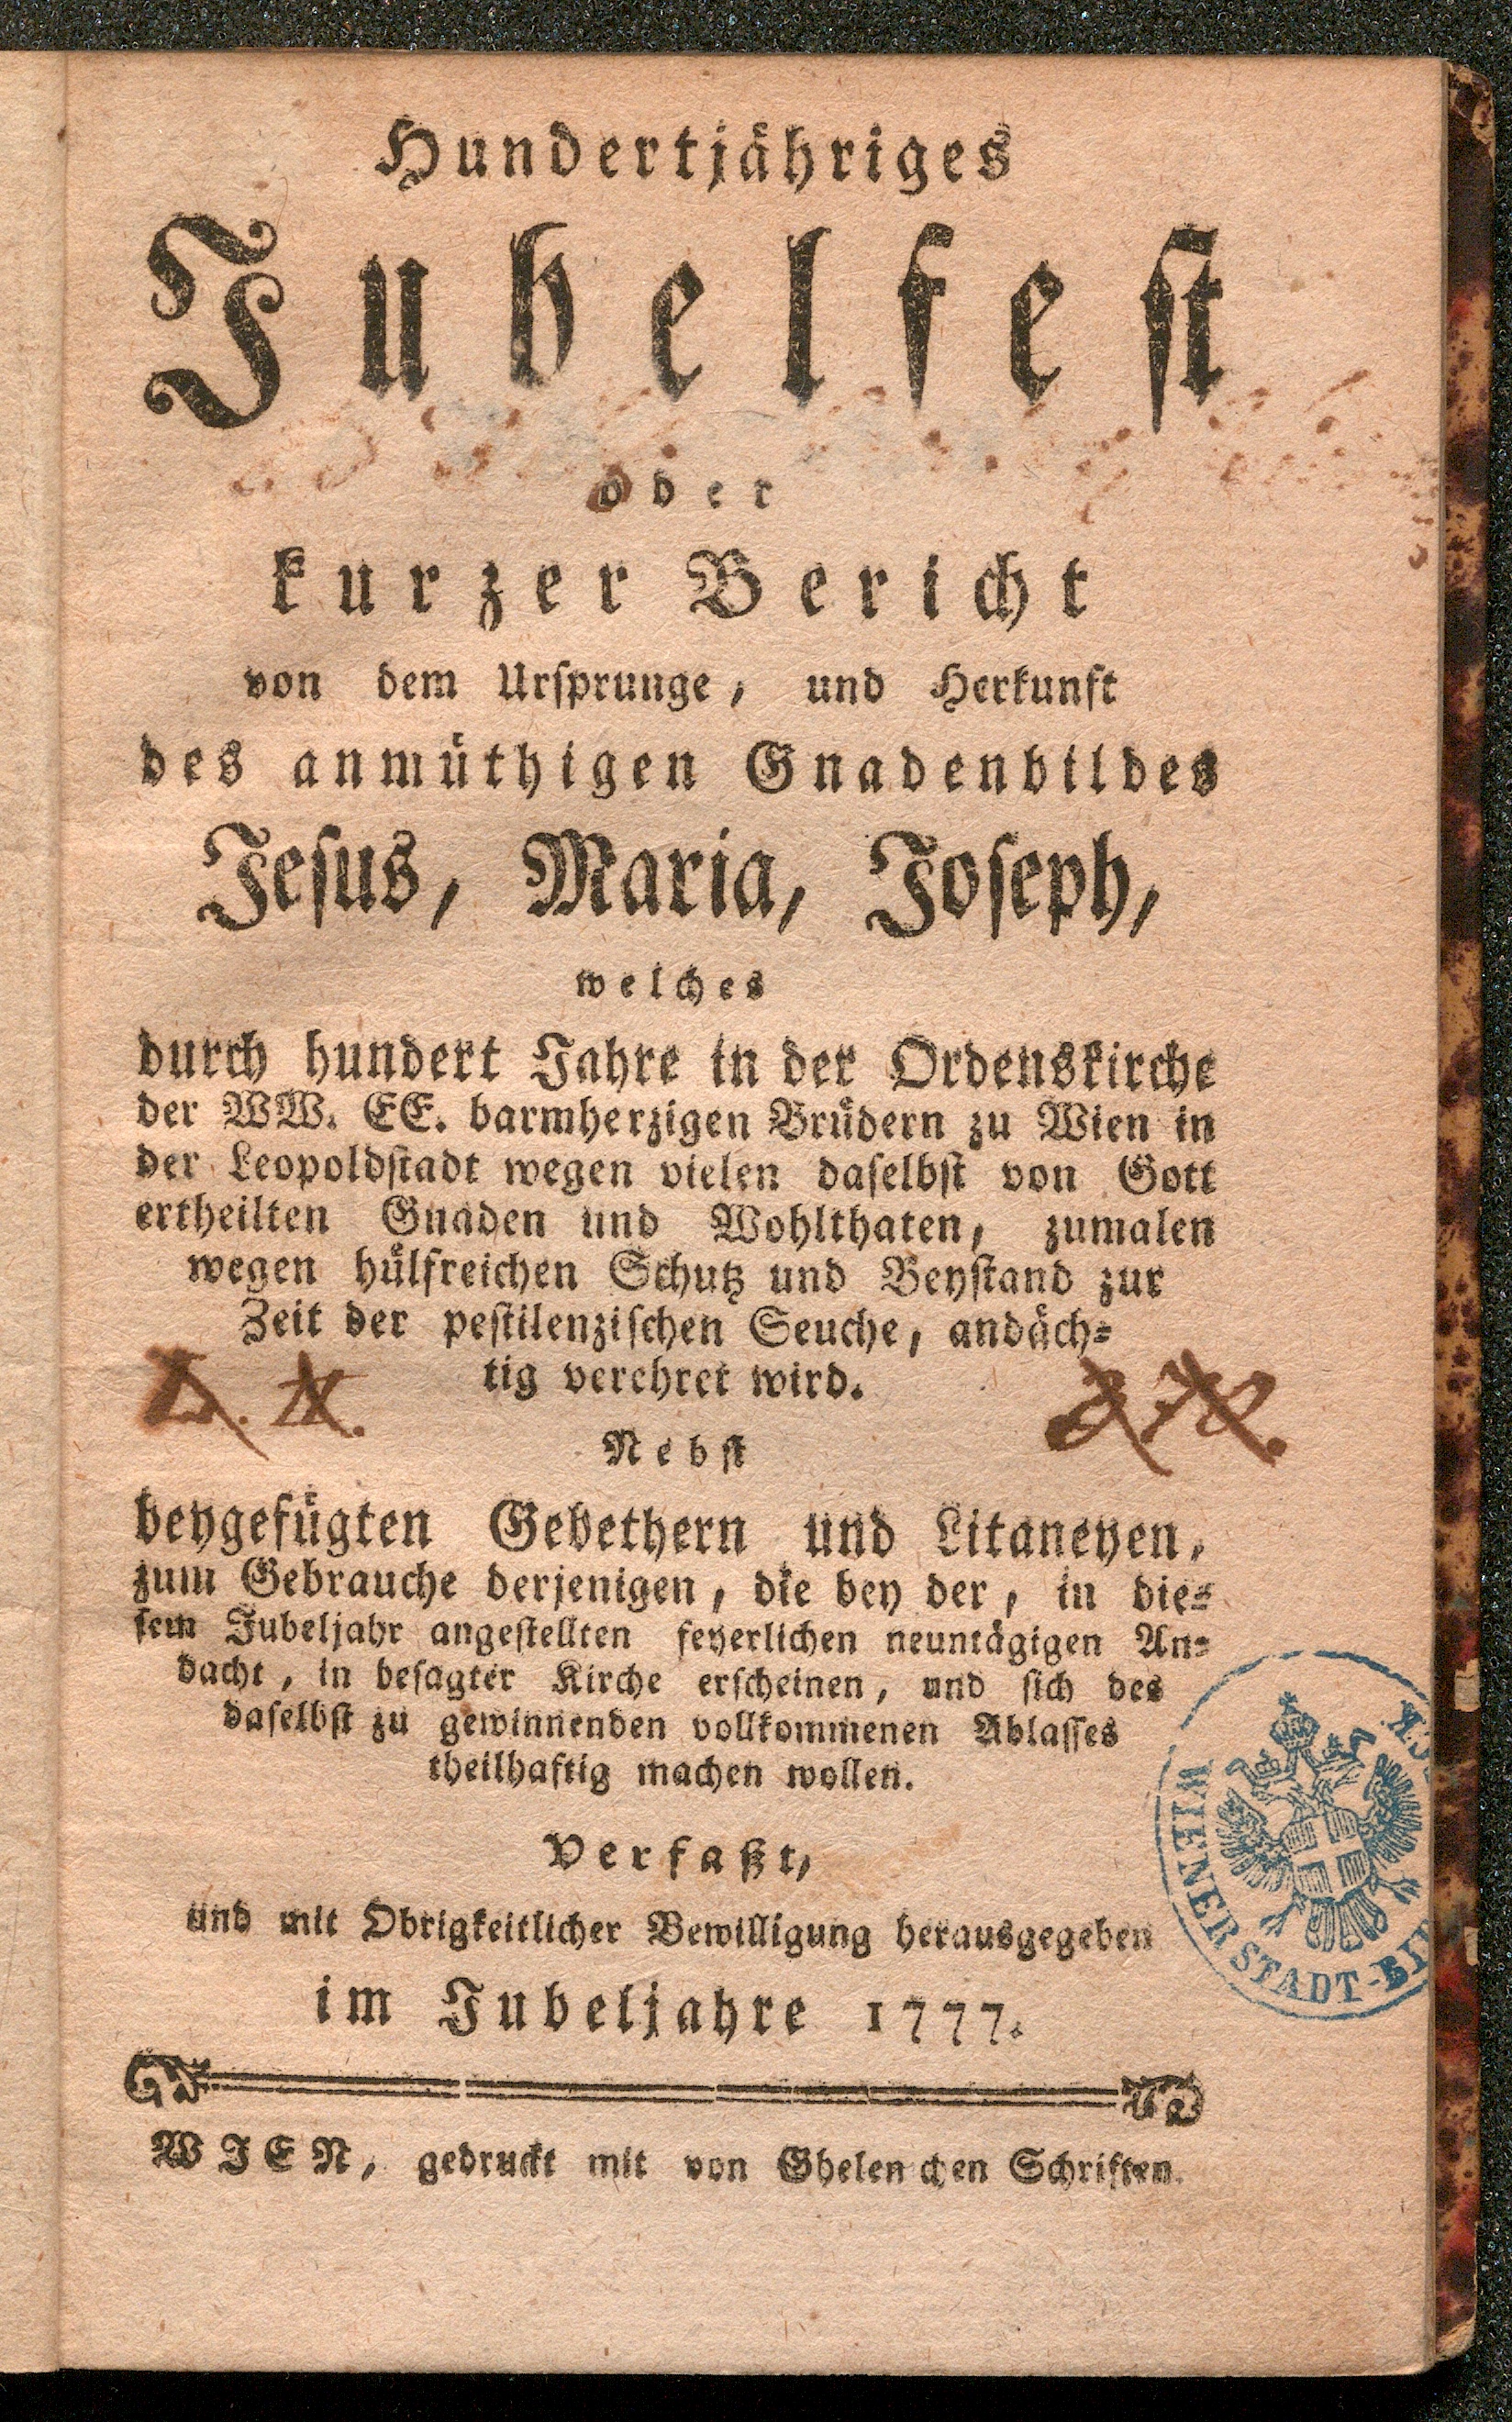 Hundertjähriges
Jubelfest
oder
kurzer Bericht
von dem Ursprunge, und Herkunft
des anmüthigen Gnadenbildes
Jesus, Maria, Joseph,
welches
durch hundert Jahre in der Ordenskirche
der WW. EE. barmherzigen Brüdern zu Wien in
der Leopoldstadt wegen vielen daselbst von Gott
ertheilten Gnaden und Wohlthaten, zumalen
wegen hülfreichen Schutz und Beystand zur
Zeit der pestilenzischen Seuche, andäch-
tig verehret wird.
Nebst
beygefügten Gebethern und Litaneyen,
zum Gebrauche derjenigen, die bey der, in die-
sem Jubeljahr angestellten feyerlichen neuntägigen An-
dacht, in besagter Kirche erscheinen, und sich des
daselbst zu gewinnenden vollkommenen Ablasses
theilhaftig machen wollen.
Verfaßt,
und mit Obrigkeitlicher Bewilligung herausgegeben
im Jubeljahre 1777.
WIEN, gedruckt mit von Ghelenchen Schriften.
WIENER STADT-BI